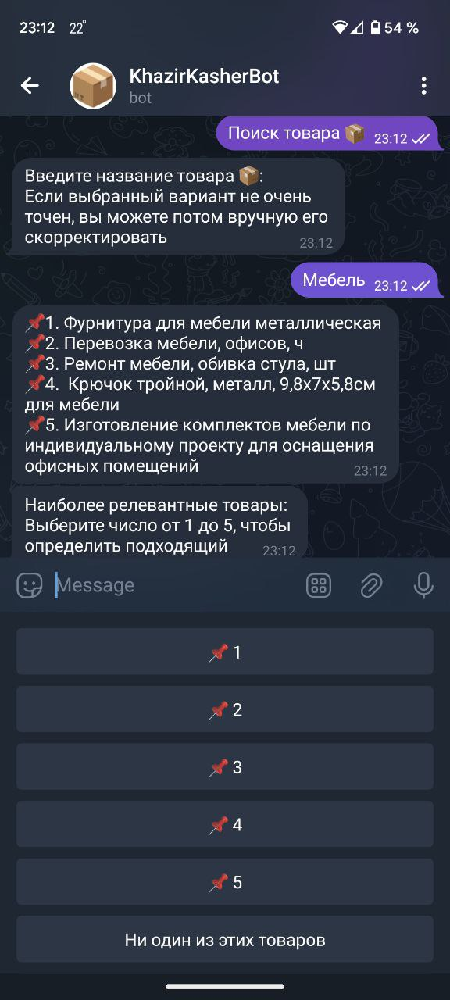 23:12 22° 54 %
KhazirKasherBot
bot
Поиск товара 📦 23:12
Введите название товара 📦:
Если выбранный вариант не очень
точен, вы можете потом вручную его
скорректировать 23:12
Мебель 23:12
📌1. Фурнитура для мебели металлическая
📌2. Перевозка мебели, офисов, ч
📌3. Ремонт мебели, обивка стула, шт
📌4. Крючок тройной, металл, 9,8х7х5,8см
для мебели
📌5. Изготовление комплектов мебели по
индивидуальному проекту для оснащения
офисных помещений 23:12
Наиболее релевантные товары:
Выберите число от 1 до 5, чтобы
определить подходящий 23:12
Message
📌 1
📌 2
📌 3
📌 4
📌 5
Ни один из этих товаров